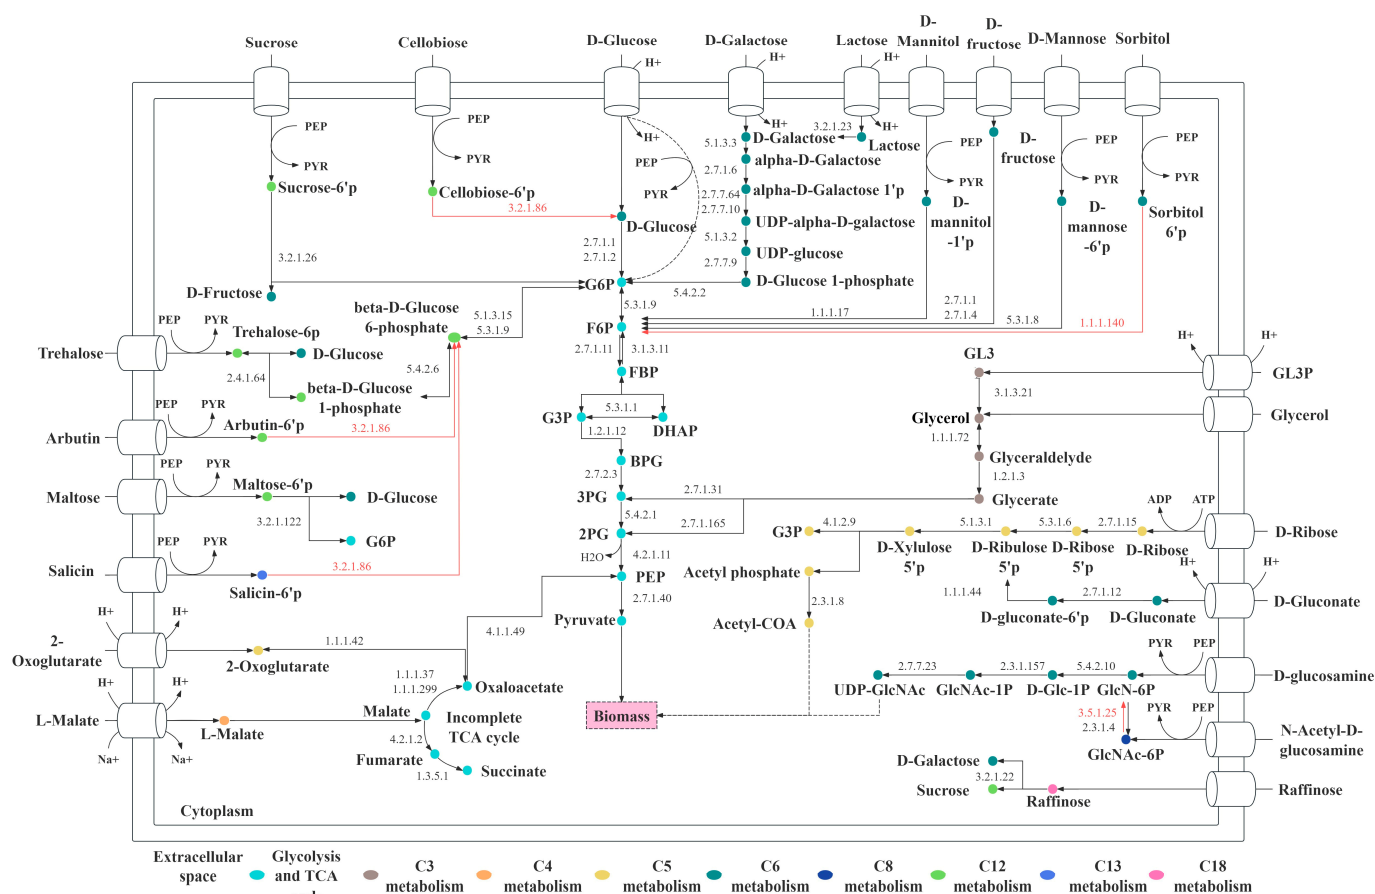 Sucrose
Cellobiose
D-Glucose
D-Galactose
Lactose
D-
Mannitol
D-
fructose
D-Mannose
Sorbitol
H+
H+
H+
PEP
PYR
PEP
PYR
H+
PEP
PYR
H+
H+
3.2.1.23
Lactose
PEP
PYR
D-
fructose
PEP
PYR
PEP
PYR
Sucrose-6'p
Cellobiose-6'p
3.2.1.86
D-Glucose
5.1.3.3
D-Galactose
alpha-D-Galactose
2.7.1.6
alpha-D-Galactose 1'p
2.7.7.64
2.7.7.10
UDP-alpha-D-galactose
5.1.3.2
UDP-glucose
2.7.7.9
D-Glucose 1-phosphate
D-
mannitol
-1'p
D-
mannose
-6'p
Sorbitol
6'p
2.7.1.1
2.7.1.2
3.2.1.26
D-Fructose
G6P
5.4.2.2
5.3.1.9
F6P
1.1.1.17
2.7.1.1
2.7.1.4
5.3.1.8
1.1.1.140
beta-D-Glucose
6-phosphate
5.1.3.15
5.3.1.9
2.7.1.11
3.1.3.11
FBP
Trehalose
PEP
PYR
Trehalose-6p
D-Glucose
2.4.1.64
beta-D-Glucose
1-phosphate
5.4.2.6
G3P
5.3.1.1
DHAP
1.2.1.12
BPG
2.7.2.3
3PG
5.4.2.1
2PG
H2O
4.2.1.11
PEP
2.7.1.40
Pyruvate
Biomass
GL3
H+
H+
GL3P
3.1.3.21
Glycerol
Glycerol
1.1.1.72
Glyceraldelyde
1.2.1.3
Glycerate
2.7.1.31
2.7.1.165
Arbutin
PEP
PYR
Arbutin-6'p
3.2.1.86
Maltose
PEP
PYR
Maltose-6'p
D-Glucose
3.2.1.122
G6P
Salicin
PEP
PYR
Salicin-6'p
3.2.1.86
G3P
4.1.2.9
D-Xylulose
5'p
5.1.3.1
D-Ribulose
5'p
5.3.1.6
D-Ribose
5'p
2.7.1.15
D-Ribose
ADP
ATP
D-Ribose
Acetyl phosphate
2.3.1.8
Acetyl-COA
1.1.1.44
D-gluconate-6'p
2.7.1.12
D-Gluconate
H+
H+
D-Gluconate
2-
Oxoglutarate
H+
H+
2-Oxoglutarate
1.1.1.42
4.1.1.49
L-Malate
H+
H+
Na+
Na+
L-Malate
1.1.1.37
1.1.1.299
Oxaloacetate
Malate
Incomplete
TCA cycle
4.2.1.2
Fumarate
1.3.5.1
Succinate
UDP-GlcNAc
2.7.7.23
GlcNAc-1P
2.3.1.157
D-Glc-1P
5.4.2.10
GlcN-6P
PYR
PEP
D-glucosamine
3.5.1.25
2.3.1.4
GlcNAc-6P
PYR
PEP
N-Acetyl-D-
glucosamine
D-Galactose
3.2.1.22
Sucrose
Raffinose
Raffinose
Cytoplasm
Extracellular
space
Glycolysis
and TCA
C3
metabolism
C4
metabolism
C5
metabolism
C6
metabolism
C8
metabolism
C12
metabolism
C13
metabolism
C18
metabolism